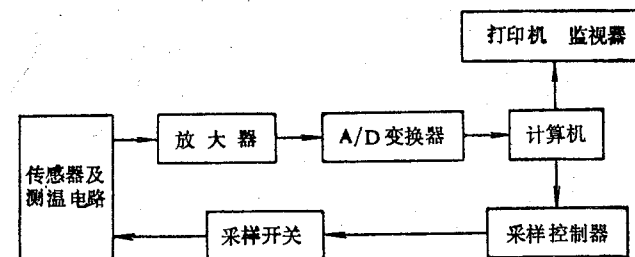 打印机 监视器
放大器
A/D变换器
计算机
传感器及
测温电路
采样开关
采样控制器